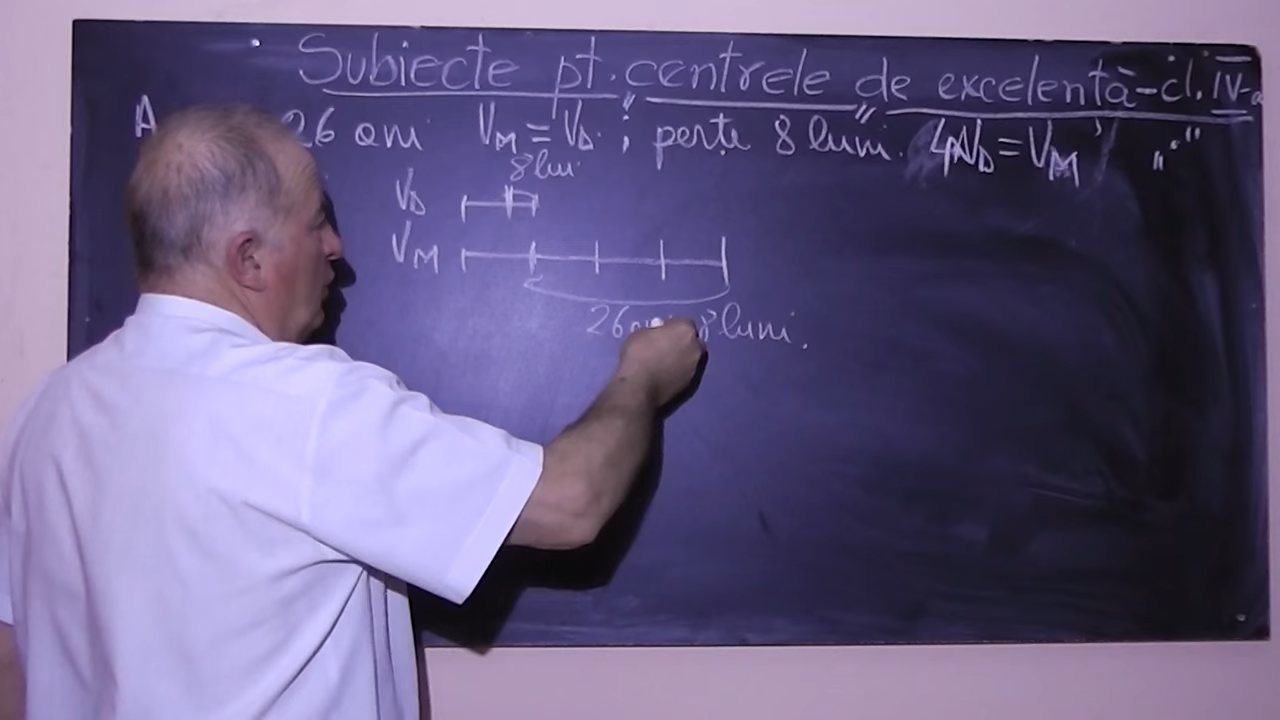 Subiecte pt. centrele de excelență-cl. IV-a
A 26 ani VM = VD ; peste 8 luni. 4VD = VM
8 luni
VD
VM
26 8 luni.